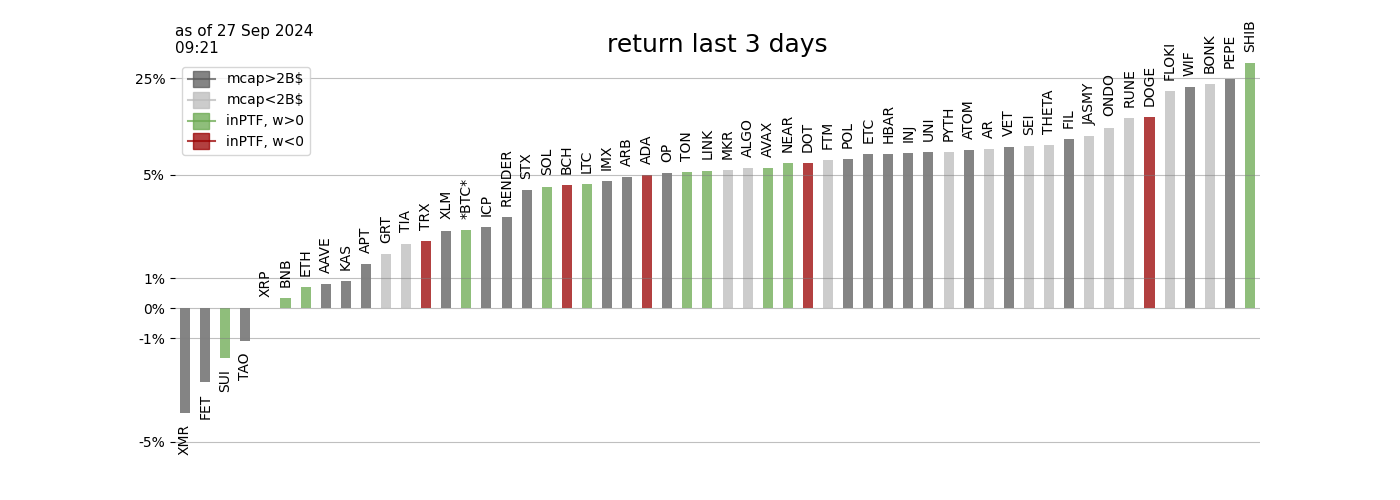 as of 27 Sep 2024
09:21
return last 3 days
mcap>2B$
mcap<2B$
inPTF, w>0
inPTF, w<0
25%
5%
1%
0%
-1%
-5%
XMR
FET
SUI
TAO
XRP
BNB
ETH
AAVE
KAS
APT
GRT
TIA
TRX
XLM
*BTC*
ICP
RENDER
STX
SOL
BCH
LTC
IMX
ARB
ADA
OP
TON
LINK
MKR
ALGO
AVAX
NEAR
DOT
FTM
POL
ETC
HBAR
INJ
UNI
PYTH
ATOM
AR
VET
SEI
THETA
FIL
JASMY
ONDO
RUNE
DOGE
FLOKI
WIF
BONK
PEPE
SHIB